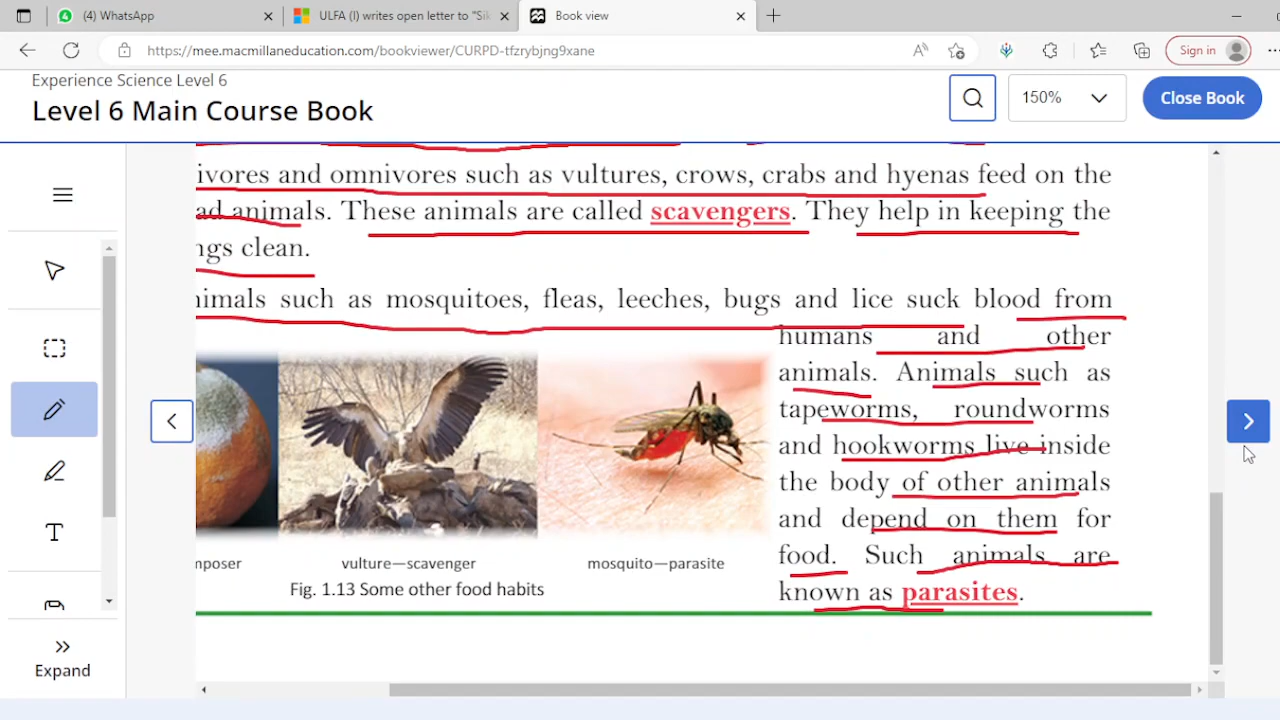 (4) WhatsApp
ULFA (I) writes open letter to "Sik
Book view
https://mee.macmillaneducation.com/bookviewer/CURPD-tfzrybjng9xane
Sign in
Experience Science Level 6
Level 6 Main Course Book
150%
Close Book
ivores and omnivores such as vultures, crows, crabs and hyenas feed on the
ad animals. These animals are called scavengers. They help in keeping the
ngs clean.
nimals such as mosquitoes, fleas, leeches, bugs and lice suck blood from
humans and other
animals. Animals such as
tapeworms, roundworms
and hookworms live inside
the body of other animals
and depend on them for
food. Such animals are
known as parasites.
mposer
vulture—scavenger
mosquito—parasite
Fig. 1.13 Some other food habits
T
Expand